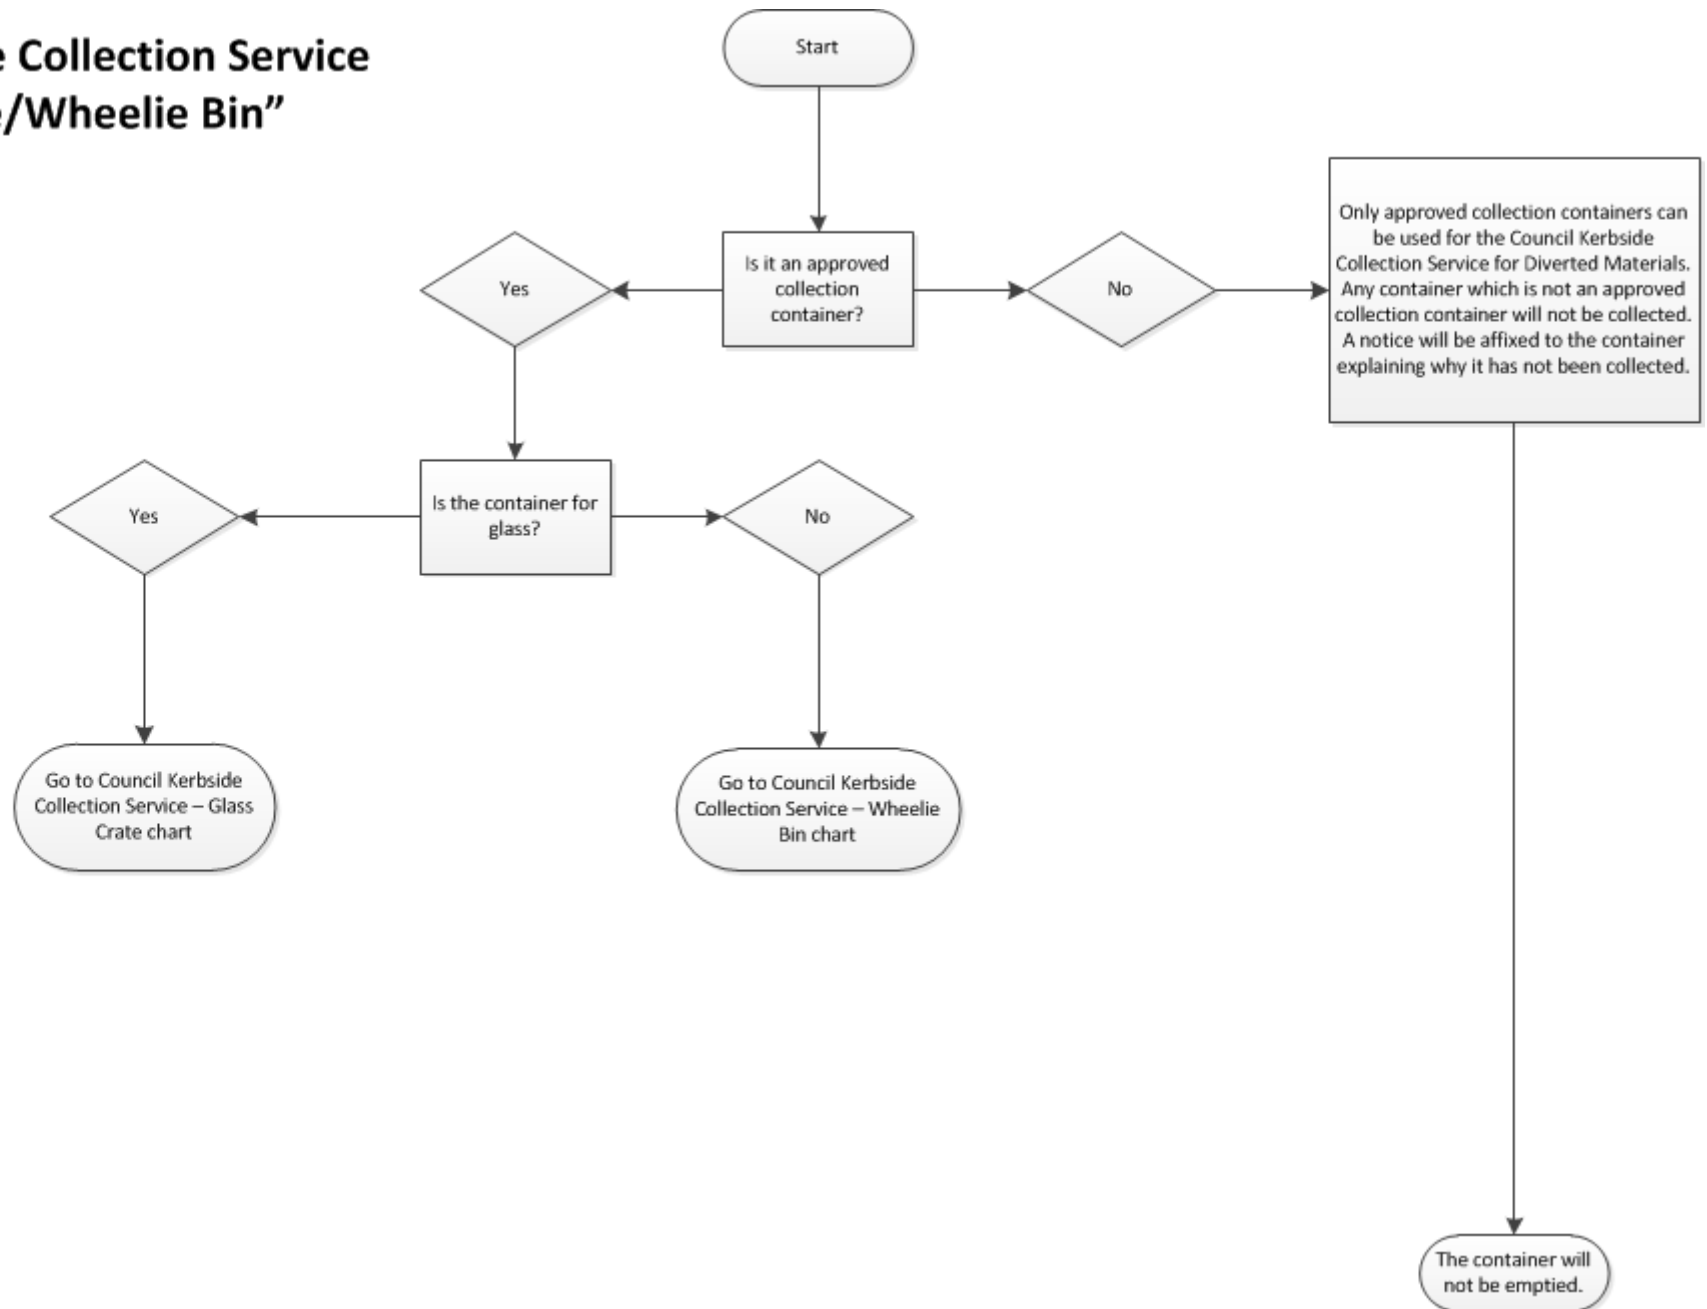 e Collection Service
e/Wheelie Bin”
Start
Is it an approved
collection
container?
Yes
No
Only approved collection containers can
be used for the Council Kerbside
Collection Service for Diverted Materials.
Any container which is not an approved
collection container will not be collected.
A notice will be affixed to the container
explaining why it has not been collected.
Is the container for
glass?
Yes
No
Go to Council Kerbside
Collection Service – Glass
Crate chart
Go to Council Kerbside
Collection Service – Wheelie
Bin chart
The container will
not be emptied.